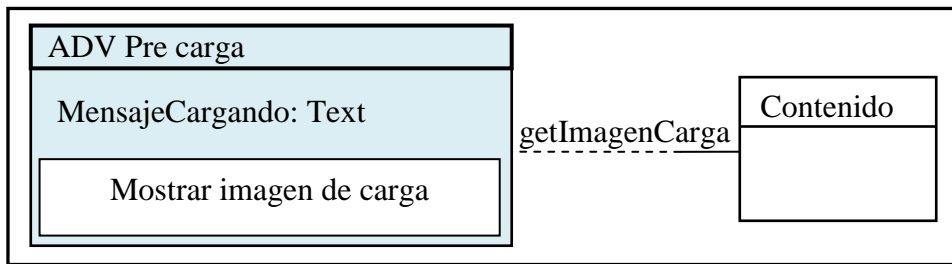 ADV Pre carga
MensajeCargando: Text
Mostrar imagen de carga
getImagenCarga
Contenido